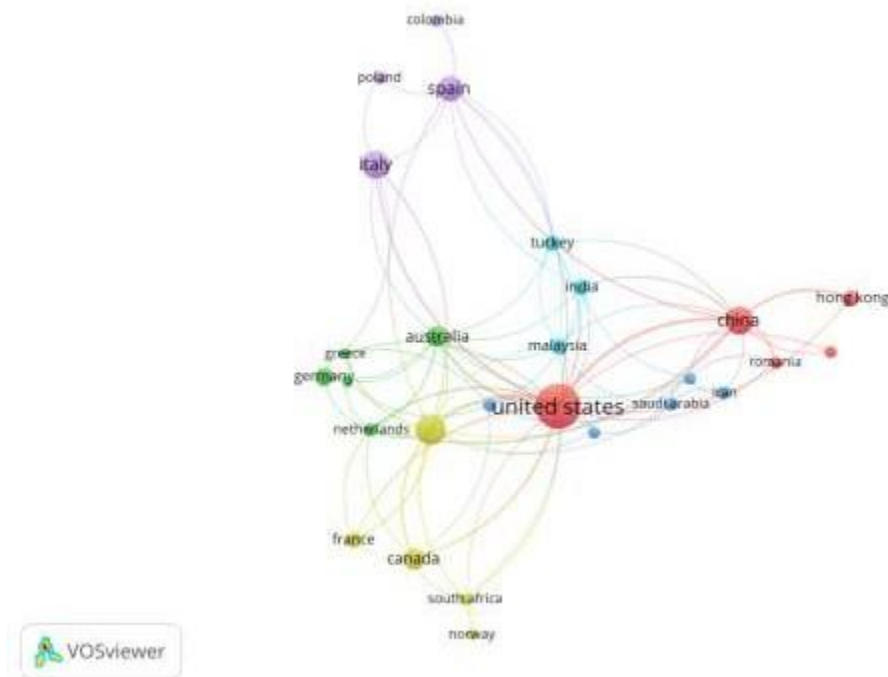 colombia
poland
spain
italy
turkey
india
hong kong
china
australia
malaysia
greece
romania
germany
iran
saudi arabia
united states
netherlands
france
canada
south africa
norway
VOSviewer